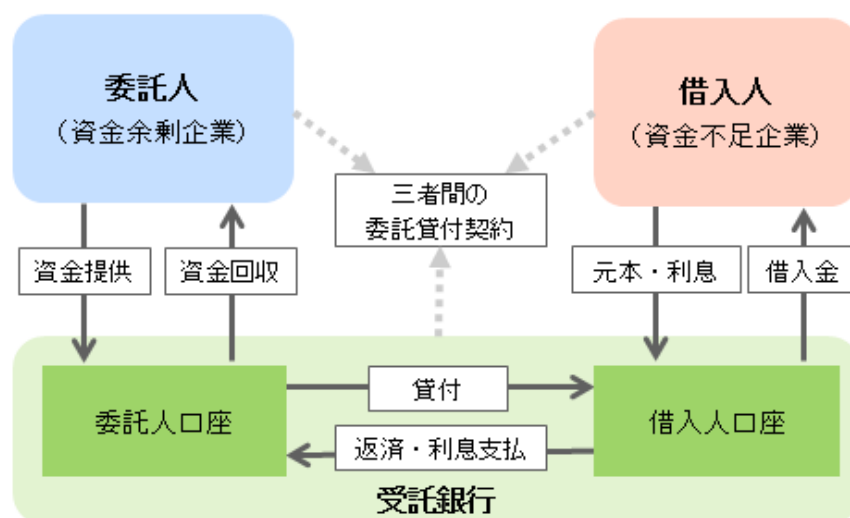 委託人
（資金余剰企業）
借入人
（資金不足企業）
三者間の
委託貸付契約
資金提供
資金回収
元本・利息
借入金
委託人口座
貸付
返済・利息支払
借入人口座
受託銀行